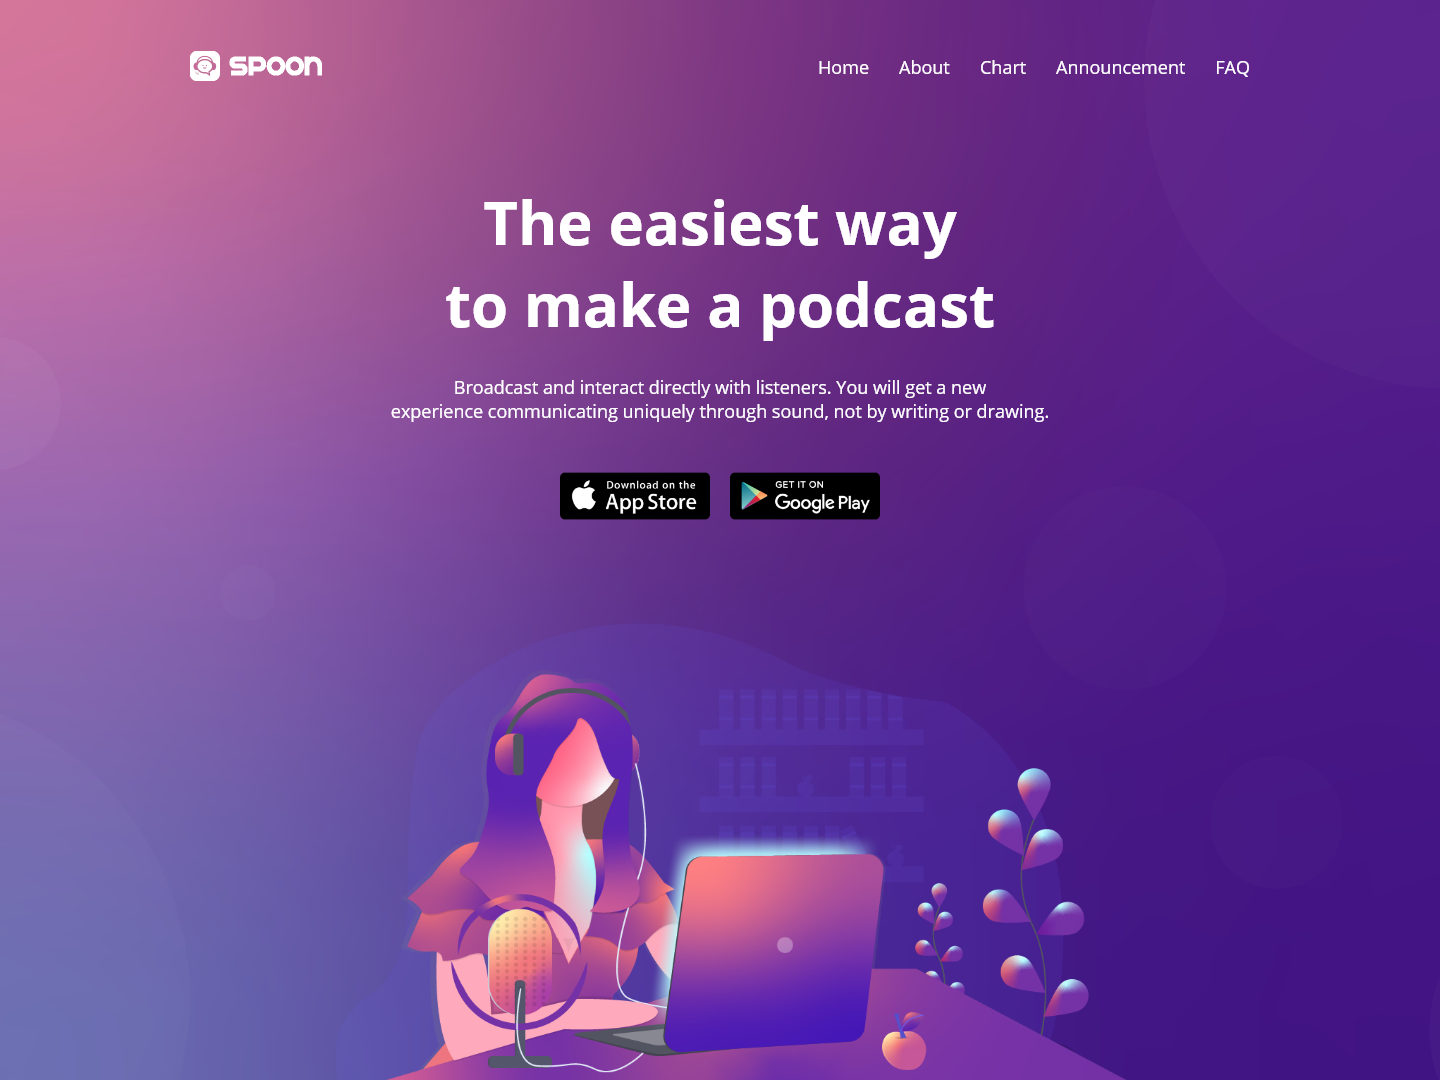 SPOON
Home About Chart Announcement FAQ
The easiest way
to make a podcast
Broadcast and interact directly with listeners. You will get a new
experience communicating uniquely through sound, not by writing or drawing.
Download on the
App Store
GET IT ON
Google Play